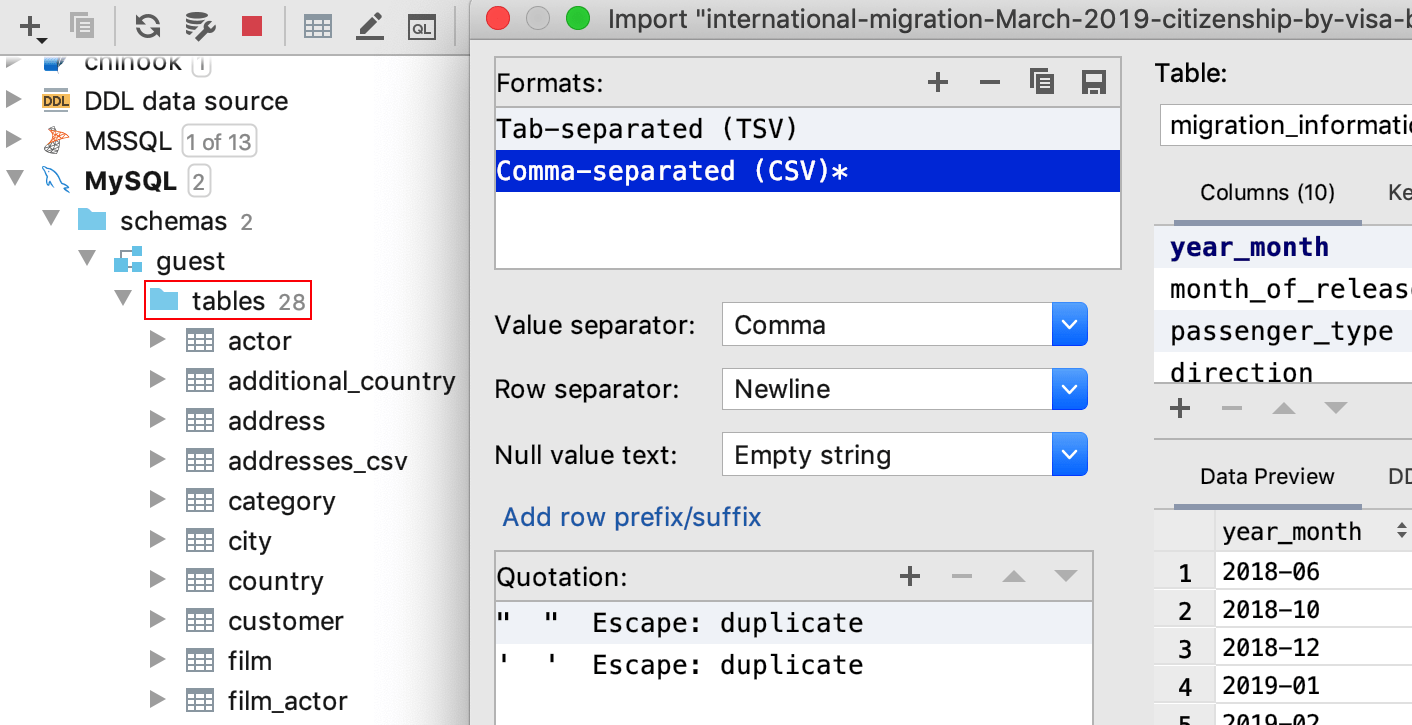 QL
chinook 1
DDL DDL data source
MSSQL 1 of 13
MySQL 2
schemas 2
guest
tables 28
actor
additional_country
address
addresses_csv
category
city
country
customer
film
film_actor
Import "international-migration-March-2019-citizenship-by-visa-b
Formats:
Tab-separated (TSV)
Comma-separated (CSV)*
Value separator: Comma
Row separator: Newline
Null value text: Empty string
Add row prefix/suffix
Quotation:
" " Escape: duplicate
' ' Escape: duplicate
Table:
migration_informatio
Columns (10) Ke
year_month
month_of_release
passenger_type
direction
Data Preview DD
year_month
1 2018-06
2 2018-10
3 2018-12
4 2019-01
5 2019-02